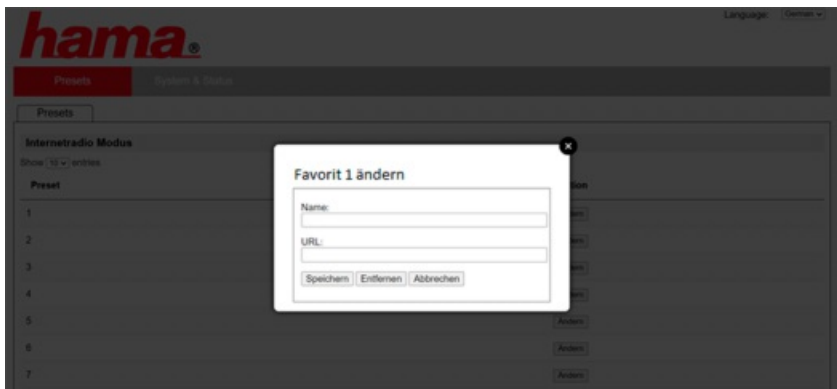 Language: German
hama.®
Presets System & Status
Presets
Internetradio Modus
Show 10 entries
Preset
1
2
3
4
5 Ändern
6 Ändern
7 Ändern
Favorit 1 ändern
Name:
URL:
Speichern Entfernen Abbrechen